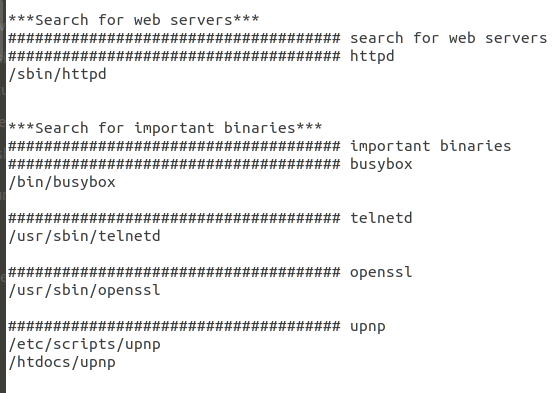 ***Search for web servers***
##################################### search for web servers
##################################### httpd
/sbin/httpd
***Search for important binaries***
##################################### important binaries
##################################### busybox
/bin/busybox
##################################### telnetd
/usr/sbin/telnetd
##################################### openssl
/usr/sbin/openssl
##################################### upnp
/etc/scripts/upnp
/htdocs/upnp